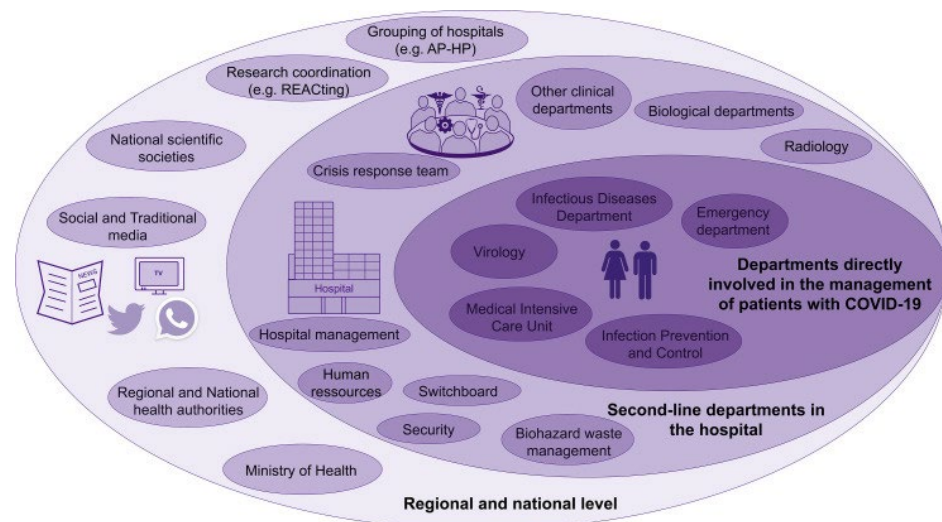 Grouping of hospitals
(e.g. AP-HP)
Research coordination
(e.g. REACting)
National scientific
societies
Social and Traditional
media
NEWS
TV
Regional and National
health authorities
Ministry of Health
Regional and national level
Other clinical
departments
Biological departments
Radiology
Crisis response team
Hospital
Hospital management
Human
ressources
Switchboard
Security
Biohazard waste
management
Second-line departments in
the hospital
Infectious Diseases
Department
Emergency
department
Virology
Medical Intensive
Care Unit
Infection Prevention
and Control
Departments directly
involved in the management
of patients with COVID-19